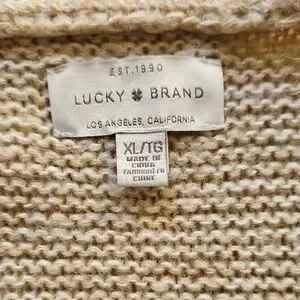 EST. 1990
LUCKY BRAND
LOS ANGELES, CALIFORNIA
XL/TG
MADE IN
CHINA
FABRIQUÉ EN
CHINE